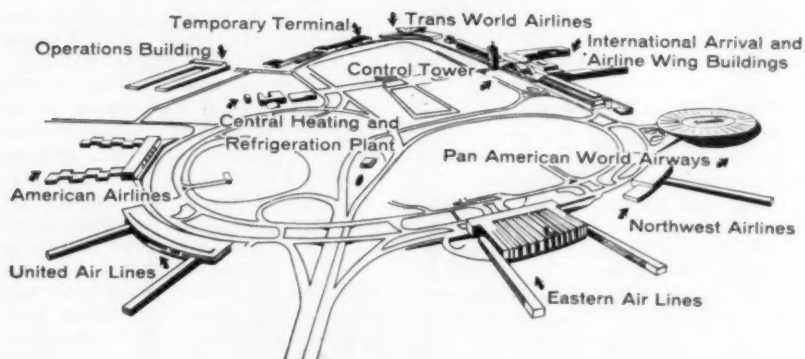 Temporary Terminal
Trans World Airlines
Operations Building
International Arrival and
Airline Wing Buildings
Control Tower
Central Heating and
Refrigeration Plant
Pan American World Airways
American Airlines
Northwest Airlines
United Air Lines
Eastern Air Lines